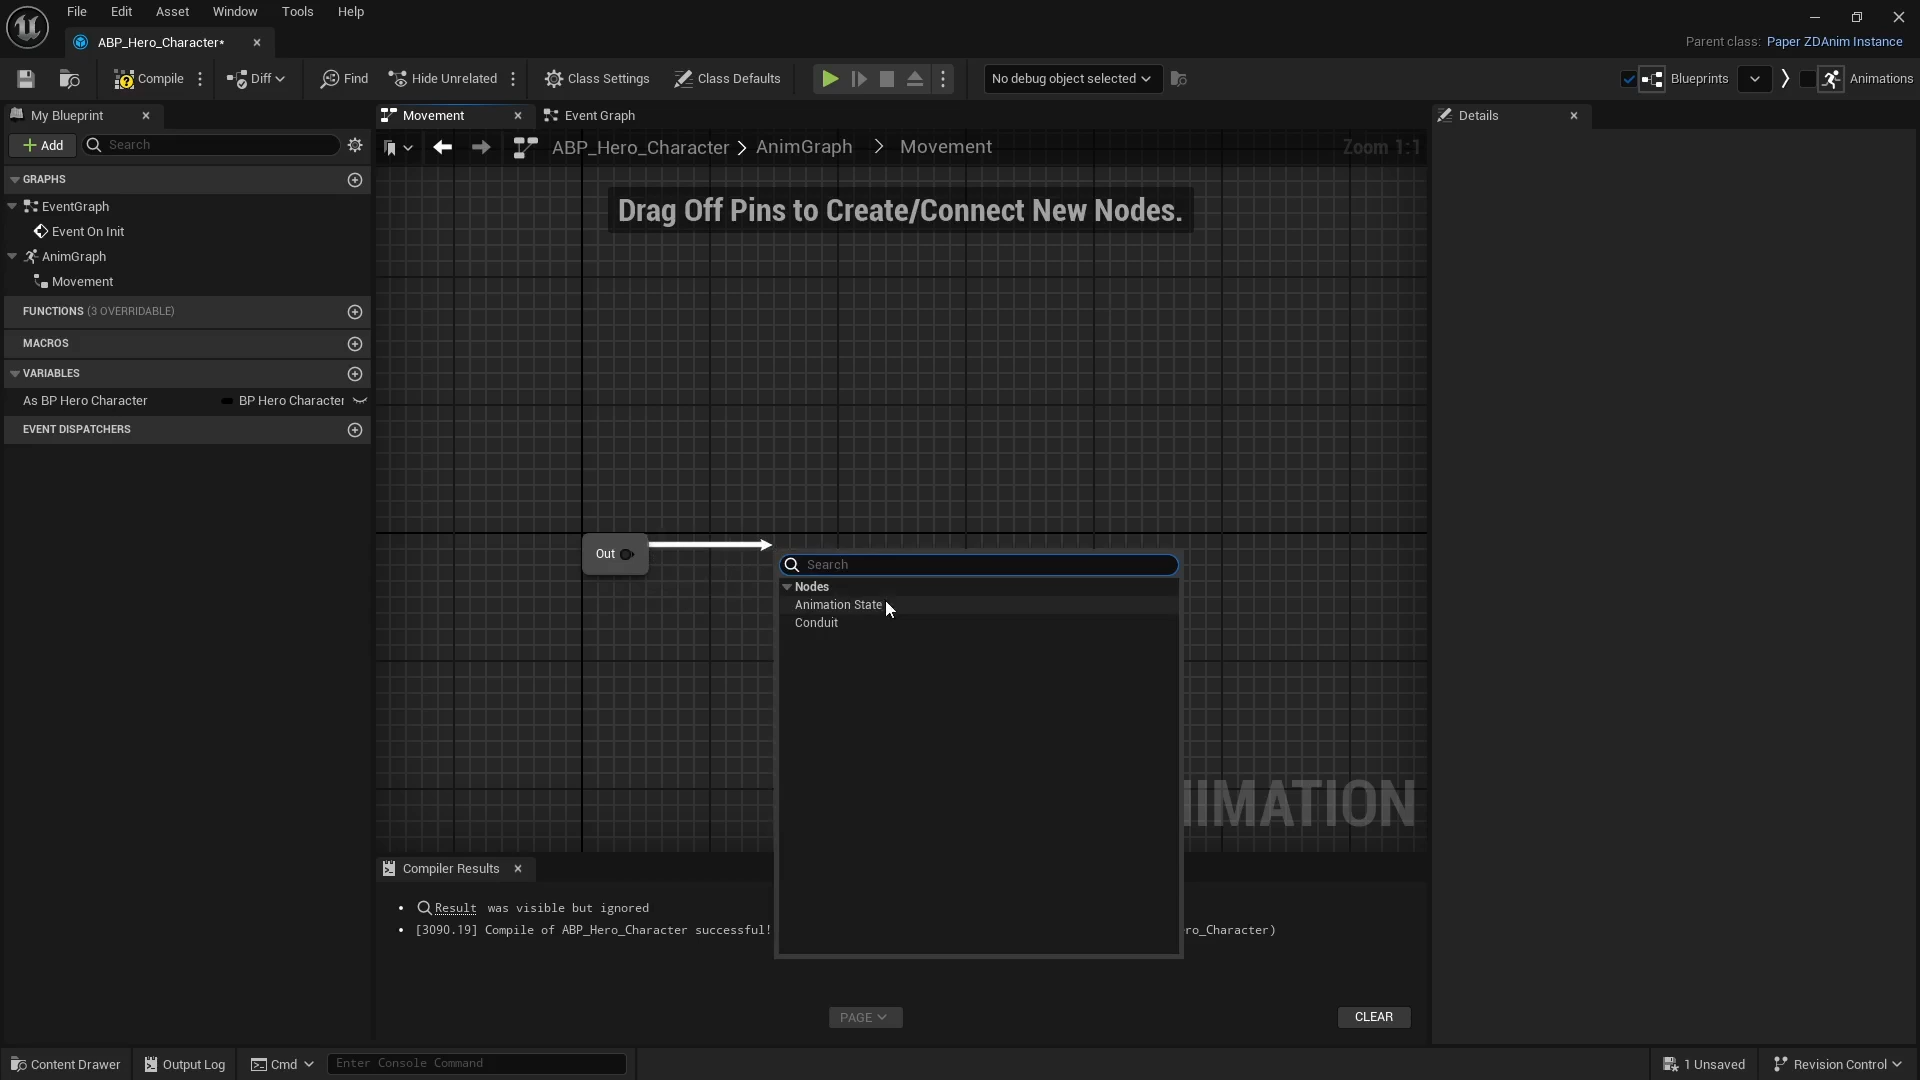 File Edit Asset Window Tools Help
ABP_Hero_Character*
Parent class: Paper ZDAnim Instance
Compile Diff Find Hide Unrelated Class Settings Class Defaults No debug object selected Blueprints Animations
My Blueprint
Movement
Event Graph
Details
Add Search
ABP_Hero_Character > AnimGraph > Movement
Zoom 1:1
GRAPHS
EventGraph
Event On Init
AnimGraph
Movement
FUNCTIONS (3 OVERRIDABLE)
MACROS
VARIABLES
As BP Hero Character BP Hero Character
EVENT DISPATCHERS
Drag Off Pins to Create/Connect New Nodes.
Out
Search
Nodes
Animation State
Conduit
NIMATION
Compiler Results
Result was visible but ignored
[3090.19] Compile of ABP_Hero_Character successful! ro_Character)
PAGE
CLEAR
Content Drawer Output Log Cmd Enter Console Command 1 Unsaved Revision Control